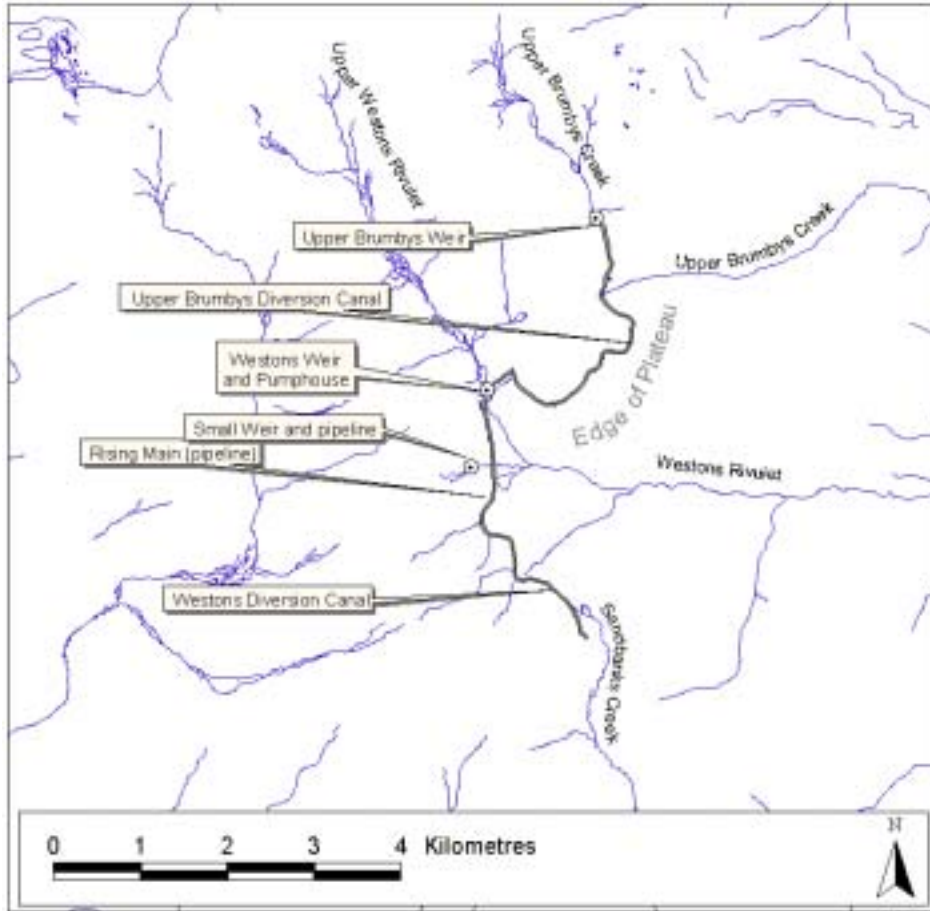 Upper Westons Rivulet
Upper Brumbys Creek
Upper Brumbys Weir
Upper Brumbys Creek
Upper Brumbys Diversion Canal
Edge of Plateau
Westons Weir
and Pumphouse
Small Weir and pipeline
Rising Main (pipeline)
Westons Rivulet
Westons Diversion Canal
Sandbanks Creek
N
0 1 2 3 4 Kilometres